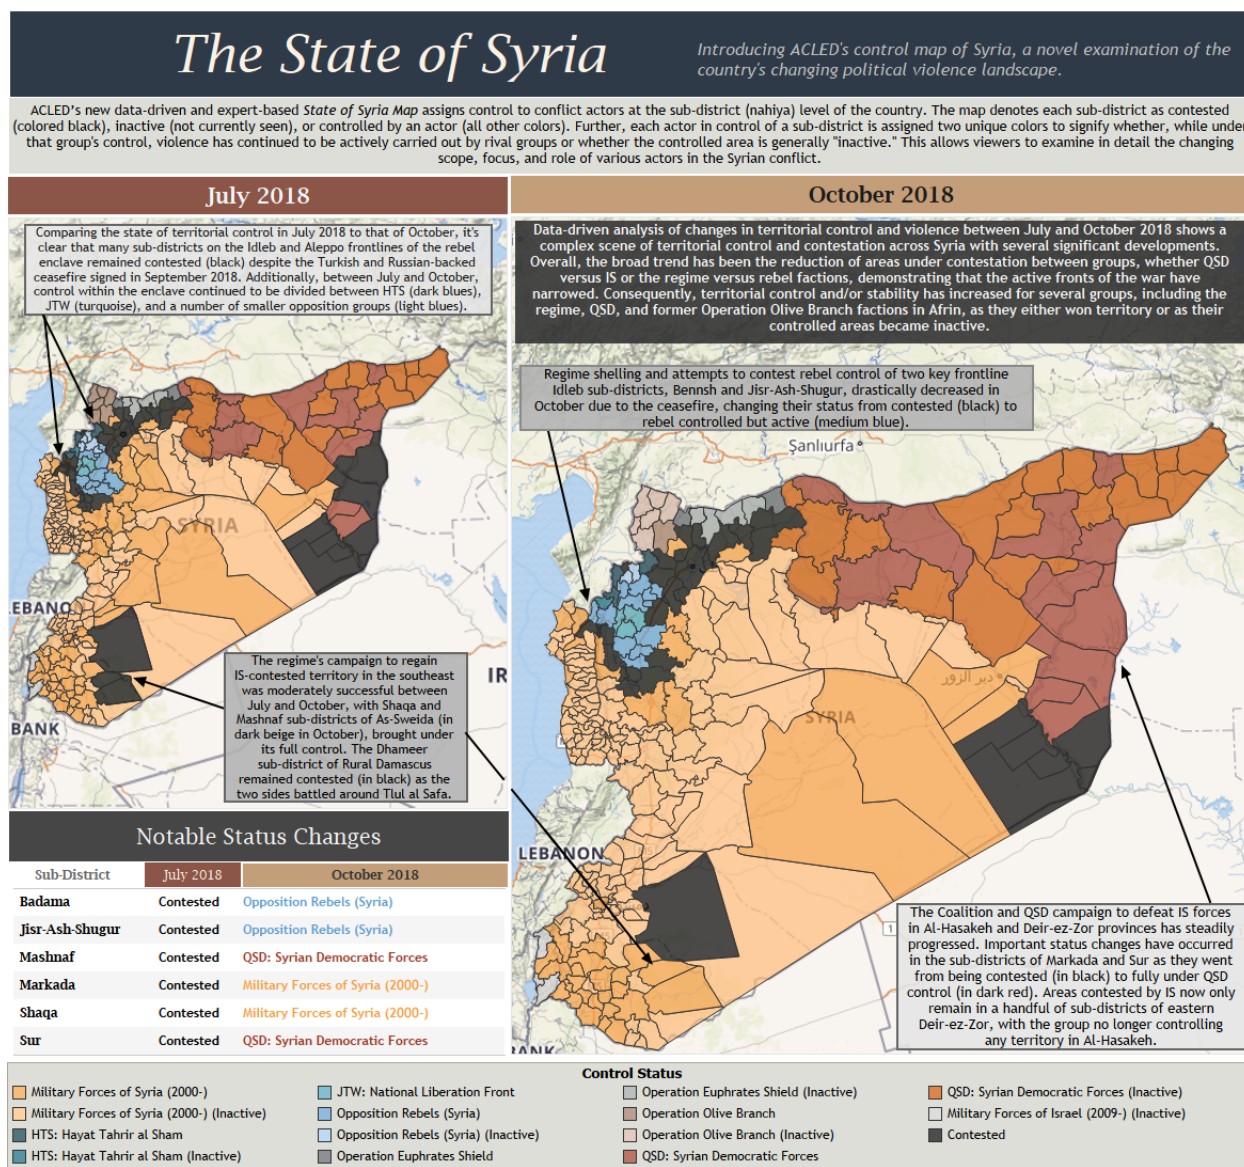 The State of Syria
Introducing ACLED's control map of Syria, a novel examination of the
country's changing political violence landscape.
ACLED's new data-driven and expert-based State of Syria Map assigns control to conflict actors at the sub-district (nahiya) level of the country. The map denotes each sub-district as contested
(colored black), inactive (not currently seen), or controlled by an actor (all other colors). Further, each actor in control of a sub-district is assigned two unique colors to signify whether, while under
that group's control, violence has continued to be actively carried out by rival groups or whether the controlled area is generally "inactive." This allows viewers to examine in detail the changing
scope, focus, and role of various actors in the Syrian conflict.
July 2018
Comparing the state of territorial control in July 2018 to that of October, it's
clear that many sub-districts on the Idleb and Aleppo frontlines of the rebel
enclave remained contested (black) despite the Turkish and Russian-backed
ceasefire signed in September 2018. Additionally, between July and October,
control within the enclave continued to be divided between HTS (dark blues),
JTW (turquoise), and a number of smaller opposition groups (light blues).
SYRIA
LEBANO
BANK
IR
The regime's campaign to regain
IS-contested territory in the southeast
was moderately successful between
July and October, with Shaqa and
Mashnaf sub-districts of As-Sweida (in
dark beige in October), brought under
its full control. The Dhameer
sub-district of Rural Damascus
remained contested (in black) as the
two sides battled around Tlul al Safa.
October 2018
Data-driven analysis of changes in territorial control and violence between July and October 2018 shows a
complex scene of territorial control and contestation across Syria with several significant developments.
Overall, the broad trend has been the reduction of areas under contestation between groups, whether QSD
versus IS or the regime versus rebel factions, demonstrating that the active fronts of the war have
narrowed. Consequently, territorial control and/or stability has increased for several groups, including the
regime, QSD, and former Operation Olive Branch factions in Afrin, as they either won territory or as their
controlled areas became inactive.
Regime shelling and attempts to contest rebel control of two key frontline
Idleb sub-districts, Bennsh and Jisr-Ash-Shugur, drastically decreased in
October due to the ceasefire, changing their status from contested (black) to
rebel controlled but active (medium blue).
Şanlıurfa
دير الزور
SYRIA
LEBANON
M5
M5
BANK
1
The Coalition and QSD campaign to defeat IS forces
in Al-Hasakeh and Deir-ez-Zor provinces has steadily
progressed. Important status changes have occurred
in the sub-districts of Markada and Sur as they went
from being contested (in black) to fully under QSD
control (in dark red). Areas contested by IS now only
remain in a handful of sub-districts of eastern
Deir-ez-Zor, with the group no longer controlling
any territory in Al-Hasakeh.
Notable Status Changes
Sub-District July 2018 October 2018
Badama Contested Opposition Rebels (Syria)
Jisr-Ash-Shugur Contested Opposition Rebels (Syria)
Mashnaf Contested QSD: Syrian Democratic Forces
Markada Contested Military Forces of Syria (2000-)
Shaqa Contested Military Forces of Syria (2000-)
Sur Contested QSD: Syrian Democratic Forces
Control Status
Military Forces of Syria (2000-)
Military Forces of Syria (2000-) (Inactive)
HTS: Hayat Tahrir al Sham
HTS: Hayat Tahrir al Sham (Inactive)
JTW: National Liberation Front
Opposition Rebels (Syria)
Opposition Rebels (Syria) (Inactive)
Operation Euphrates Shield
Operation Euphrates Shield (Inactive)
Operation Olive Branch
Operation Olive Branch (Inactive)
QSD: Syrian Democratic Forces
QSD: Syrian Democratic Forces (Inactive)
Military Forces of Israel (2009-) (Inactive)
Contested